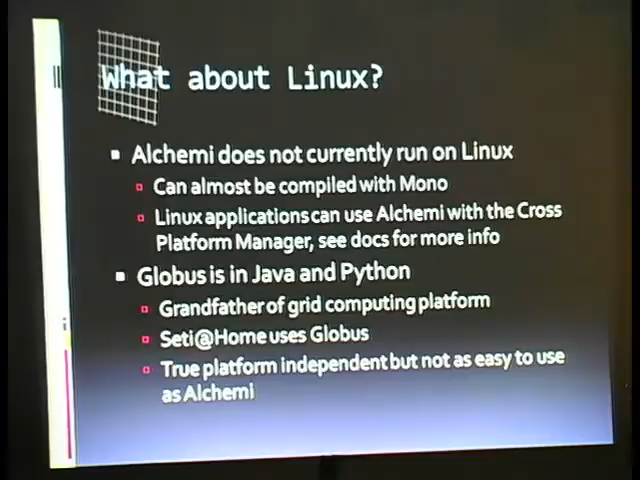 What about Linux?
Alchemi does not currently run on Linux
Can almost be compiled with Mono
Linux applications can use Alchemi with the Cross
Platform Manager, see docs for more info
Globus is in Java and Python
Grandfather of grid computing platform
Seti@Home uses Globus
True platform independent but not as easy to use
as Alchemi